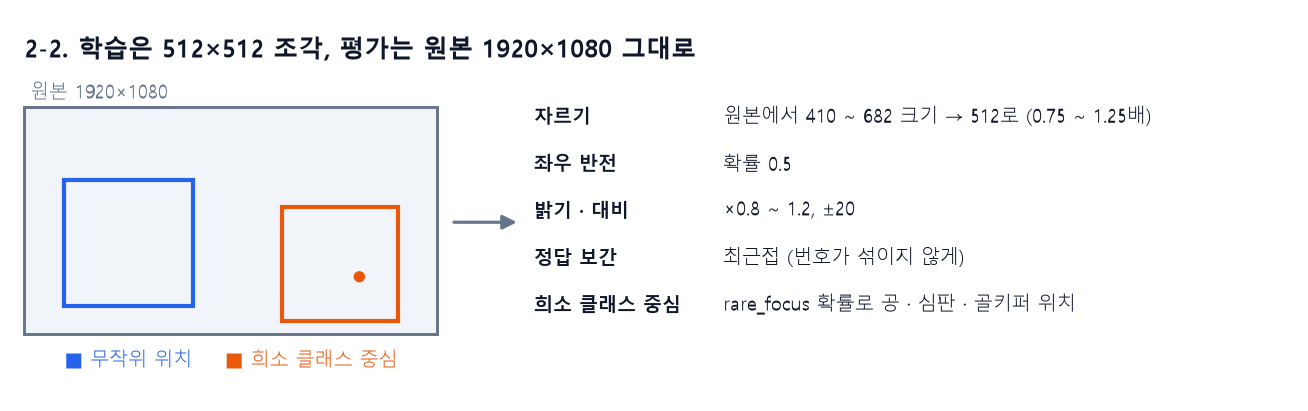 2-2. 학습은 512×512 조각, 평가는 원본 1920×1080 그대로
원본 1920×1080
자르기 원본에서 410 ~ 682 크기 → 512로 (0.75 ~ 1.25배)
좌우 반전 확률 0.5
밝기 · 대비 ×0.8 ~ 1.2, ±20
정답 보간 최근접 (번호가 섞이지 않게)
희소 클래스 중심 rare_focus 확률로 공 · 심판 · 골키퍼 위치
무작위 위치 희소 클래스 중심